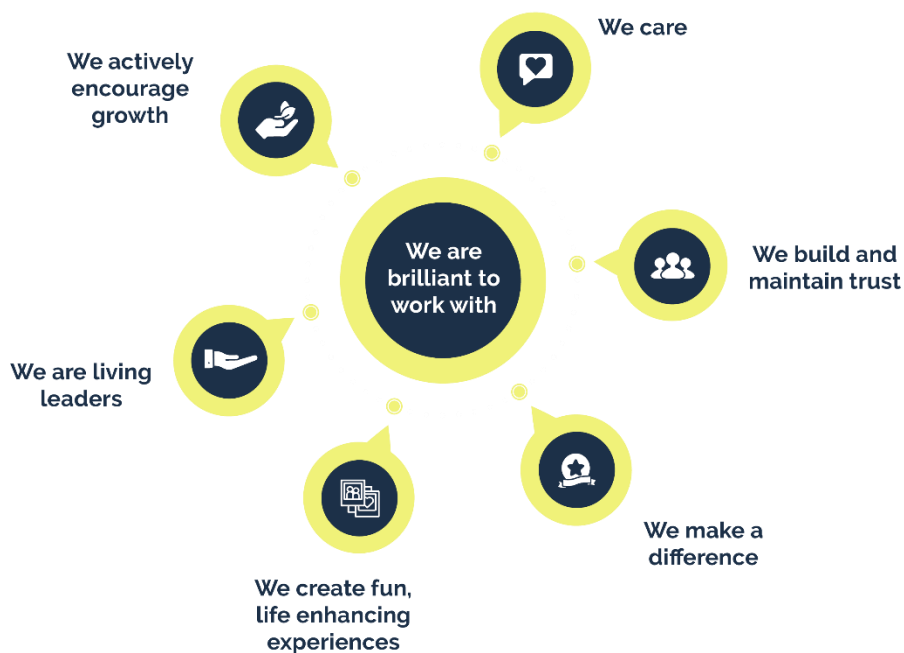 We care
We actively
encourage
growth
We are
brilliant to
work with
We build and
maintain trust
We are living
leaders
We make a
difference
We create fun,
life enhancing
experiences